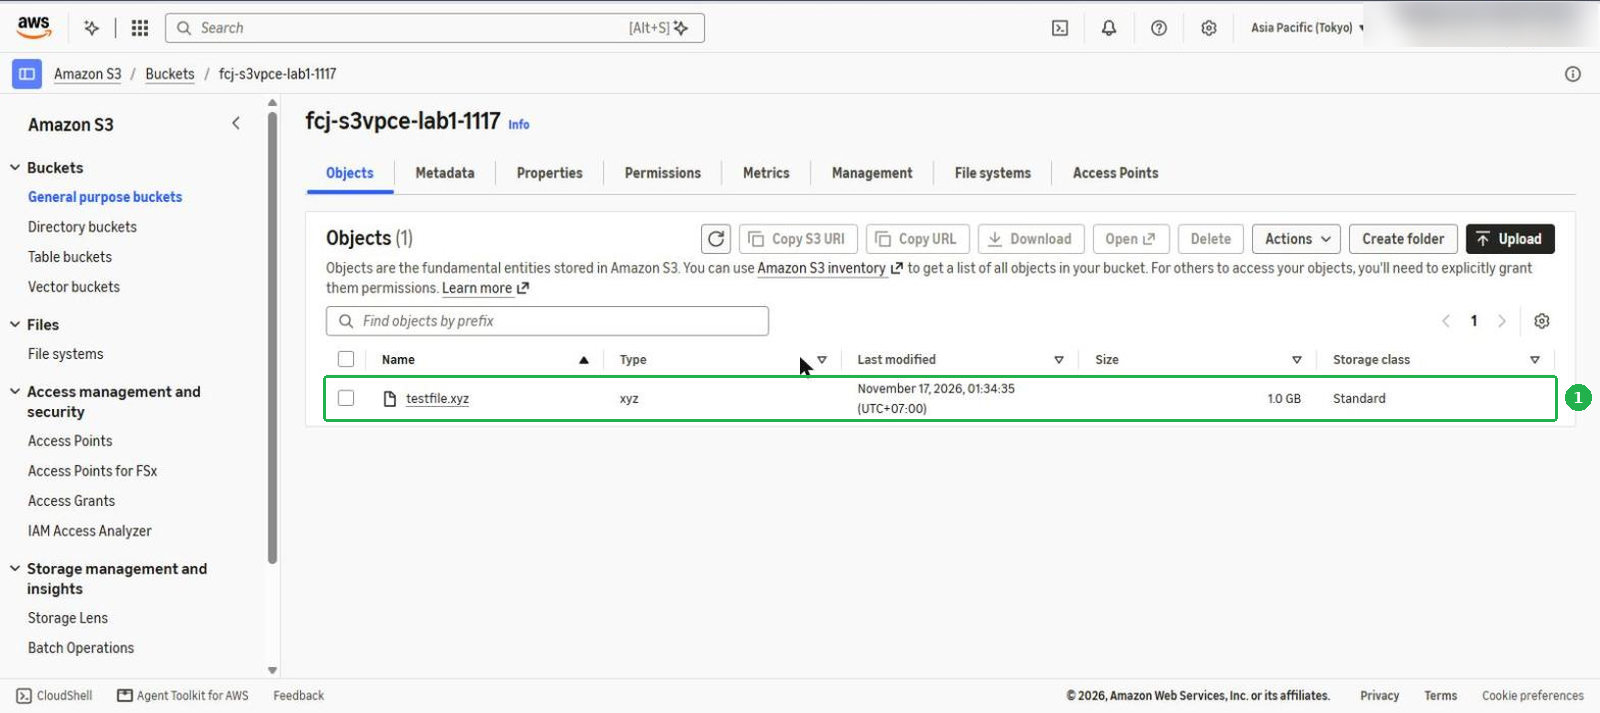 aws
Search [Alt+S]
Asia Pacific (Tokyo)
Amazon S3 / Buckets / fcj-s3vpce-lab1-1117
Amazon S3
Buckets
General purpose buckets
Directory buckets
Table buckets
Vector buckets
Files
File systems
Access management and
security
Access Points
Access Points for FSx
Access Grants
IAM Access Analyzer
Storage management and
insights
Storage Lens
Batch Operations
fcj-s3vpce-lab1-1117 Info
Objects Metadata Properties Permissions Metrics Management File systems Access Points
Objects (1)
Copy S3 URI Copy URL Download Open Delete Actions Create folder Upload
Objects are the fundamental entities stored in Amazon S3. You can use Amazon S3 inventory to get a list of all objects in your bucket. For others to access your objects, you'll need to explicitly grant
them permissions. Learn more
Find objects by prefix
1
Name Type Last modified Size Storage class
testfile.xyz xyz November 17, 2026, 01:34:35 (UTC+07:00) 1.0 GB Standard
1
CloudShell Agent Toolkit for AWS Feedback
© 2026, Amazon Web Services, Inc. or its affiliates. Privacy Terms Cookie preferences